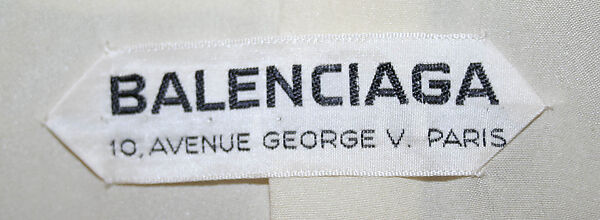 BALENCIAGA
10, AVENUE GEORGE V. PARIS